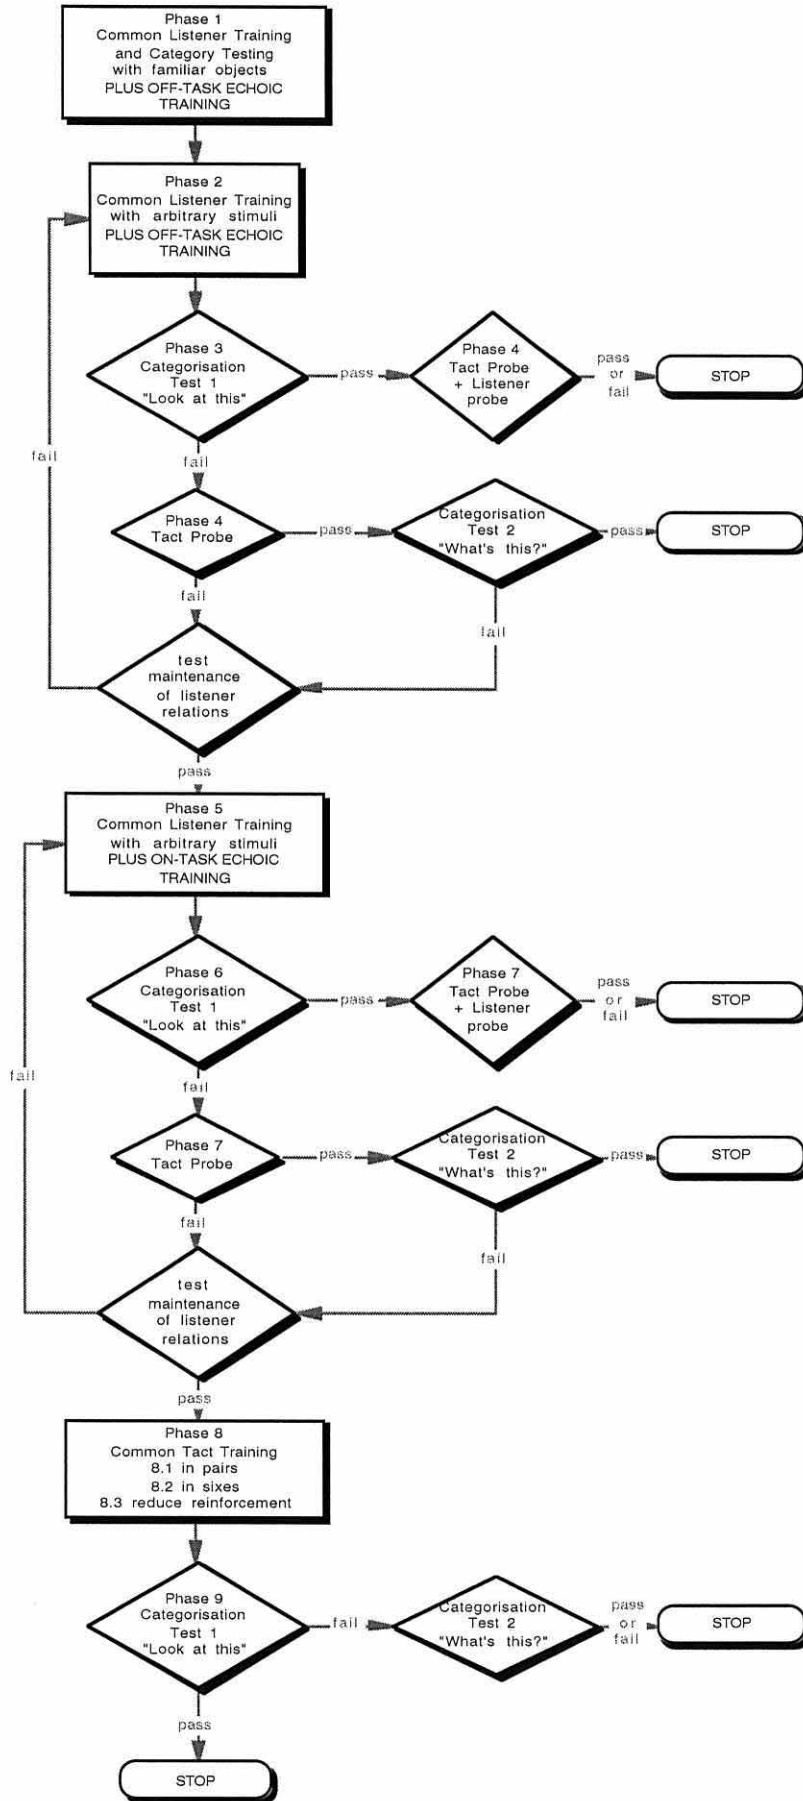 Phase 1
Common Listener Training
and Category Testing
with familiar objects
PLUS OFF-TASK ECHOIC
TRAINING
Phase 2
Common Listener Training
with arbitrary stimuli
PLUS OFF-TASK ECHOIC
TRAINING
Phase 3
Categorisation
Test 1
"Look at this"
pass
Phase 4
Tact Probe
+ Listener
probe
pass
or
fail
STOP
fail
fail
Phase 4
Tact Probe
pass
Categorisation
Test 2
"What's this?"
pass
STOP
fail
fail
test
maintenance
of listener
relations
pass
Phase 5
Common Listener Training
with arbitrary stimuli
PLUS ON-TASK ECHOIC
TRAINING
Phase 6
Categorisation
Test 1
"Look at this"
pass
Phase 7
Tact Probe
+ Listener
probe
pass
or
fail
STOP
fail
fail
Phase 7
Tact Probe
pass
Categorisation
Test 2
"What's this?"
pass
STOP
fail
fail
test
maintenance
of listener
relations
pass
Phase 8
Common Tact Training
8.1 in pairs
8.2 in sixes
8.3 reduce reinforcement
Phase 9
Categorisation
Test 1
"Look at this"
fail
Categorisation
Test 2
"What's this?"
pass
or
fail
STOP
pass
STOP